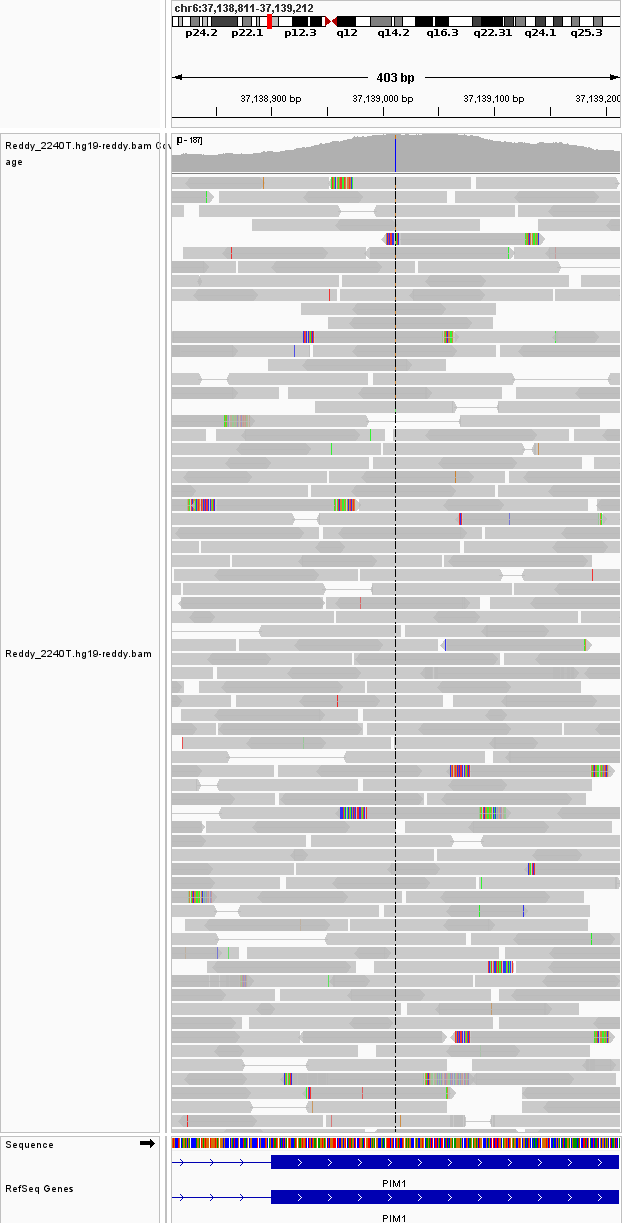 chr6:37,138,811-37,139,212
p24.2 p22.1 p12.3 q12 q14.2 q16.3 q22.31 q24.1 q25.3
403 bp
37,138,900 bp 37,139,000 bp 37,139,100 bp 37,139,200
[0 - 187]
Reddy_2240T.hg19-reddy.bam Cov
age
Reddy_2240T.hg19-reddy.bam
Sequence
PIM1
RefSeq Genes
PIM1